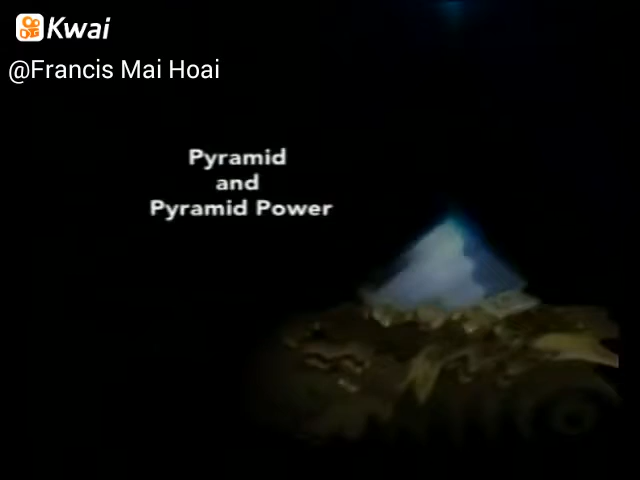 Kwai
@Francis Mai Hoai
Pyramid
and
Pyramid Power